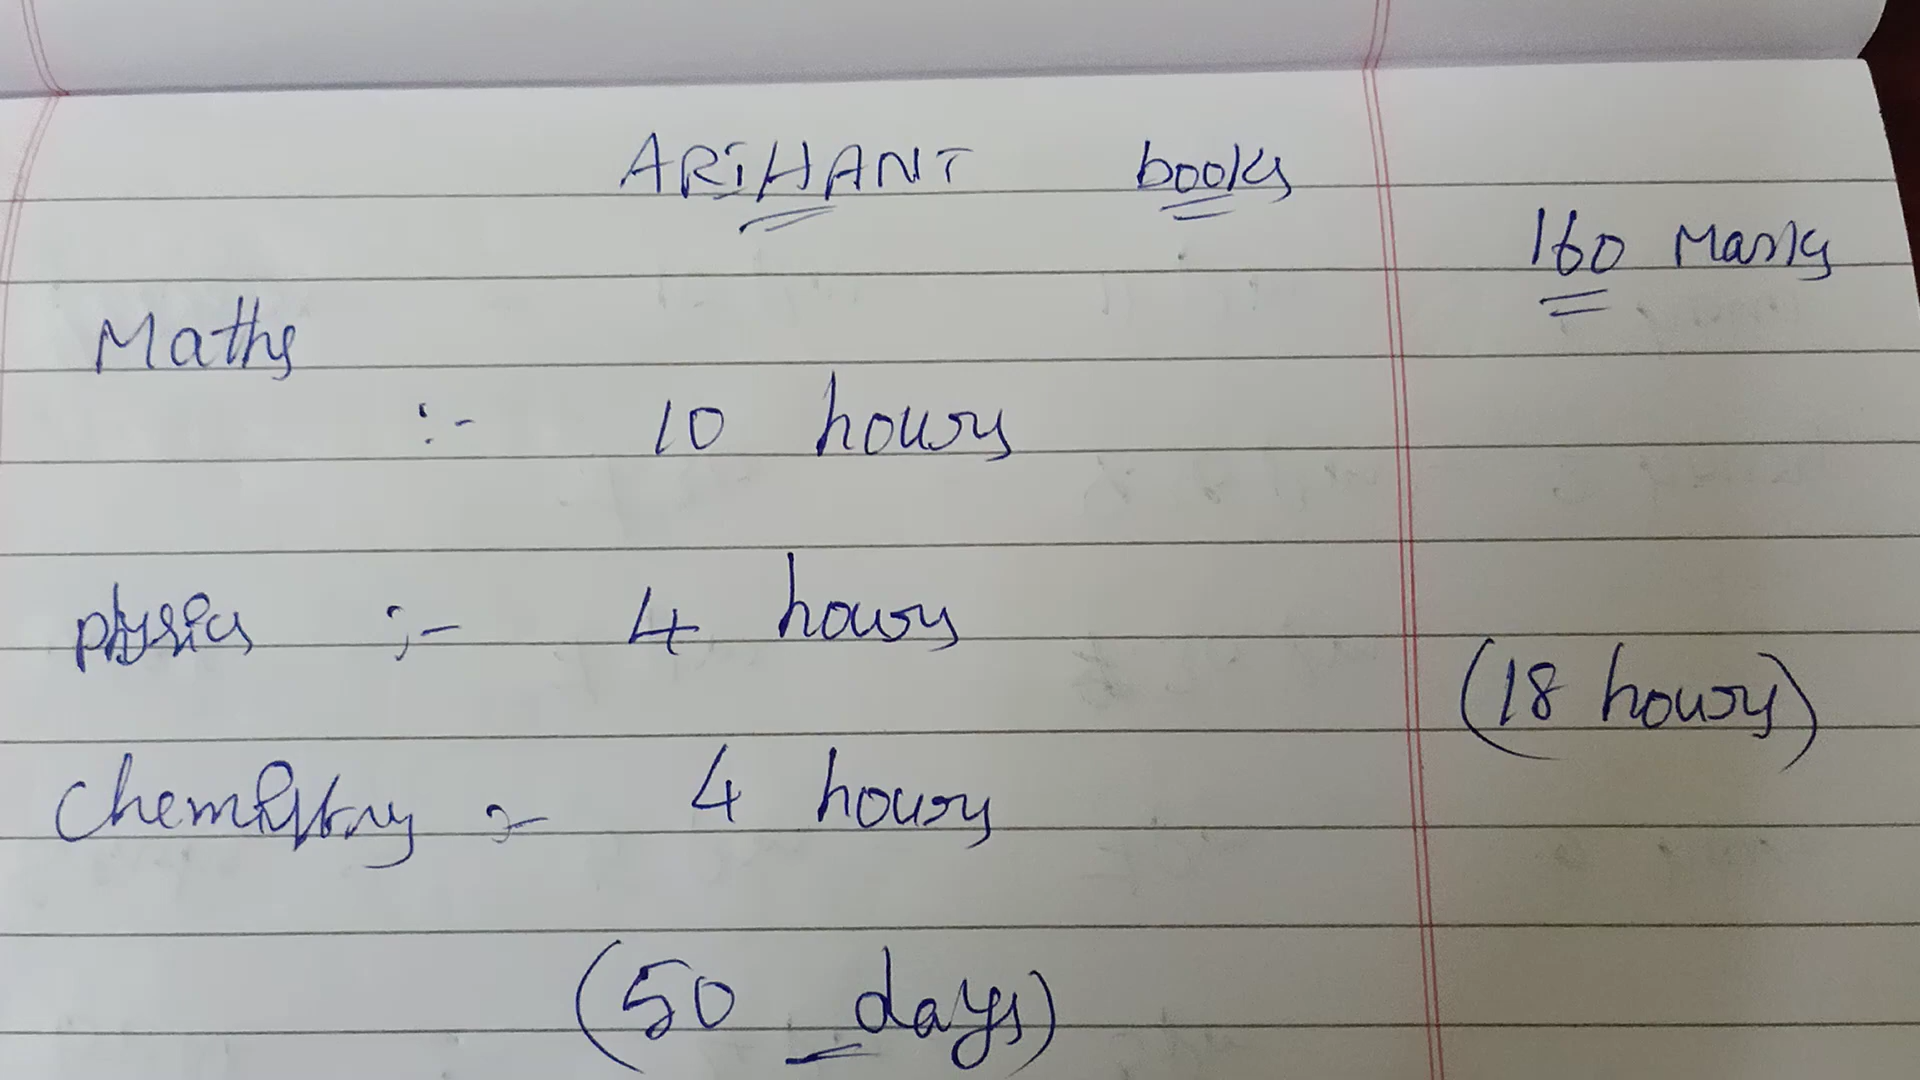 ARIHANT books
160 Marks
Maths
:- 10 hours
physics :- 4 hours
(18 hours)
chemistry :- 4 hours
(50 days)